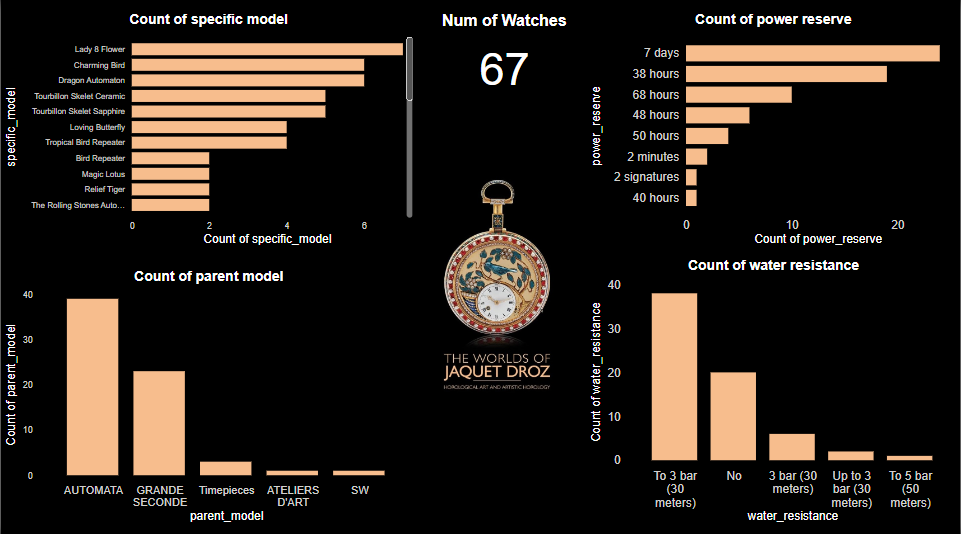 Count of specific model
specific_model
Lady 8 Flower
Charming Bird
Dragon Automaton
Tourbillon Skelet Ceramic
Tourbillon Skelet Sapphire
Loving Butterfly
Tropical Bird Repeater
Bird Repeater
Magic Lotus
Relief Tiger
The Rolling Stones Auto…
0 2 4 6
Count of specific_model
Num of Watches
67
THE WORLDS OF
JAQUET DROZ
HOROLOGICAL ART AND ARTISTIC HOROLOGY
Count of power reserve
power_reserve
7 days
38 hours
68 hours
48 hours
50 hours
2 minutes
2 signatures
40 hours
0 10 20
Count of power_reserve
Count of parent model
Count of parent_model
40
30
20
10
0
AUTOMATA GRANDE Timepieces ATELIERS SW
SECONDE D'ART
parent_model
Count of water resistance
Count of water_resistance
40
30
20
10
0
To 3 bar No 3 bar (30 Up to 3 To 5 bar
(30 meters) bar (30 (50
meters) meters) meters)
water_resistance